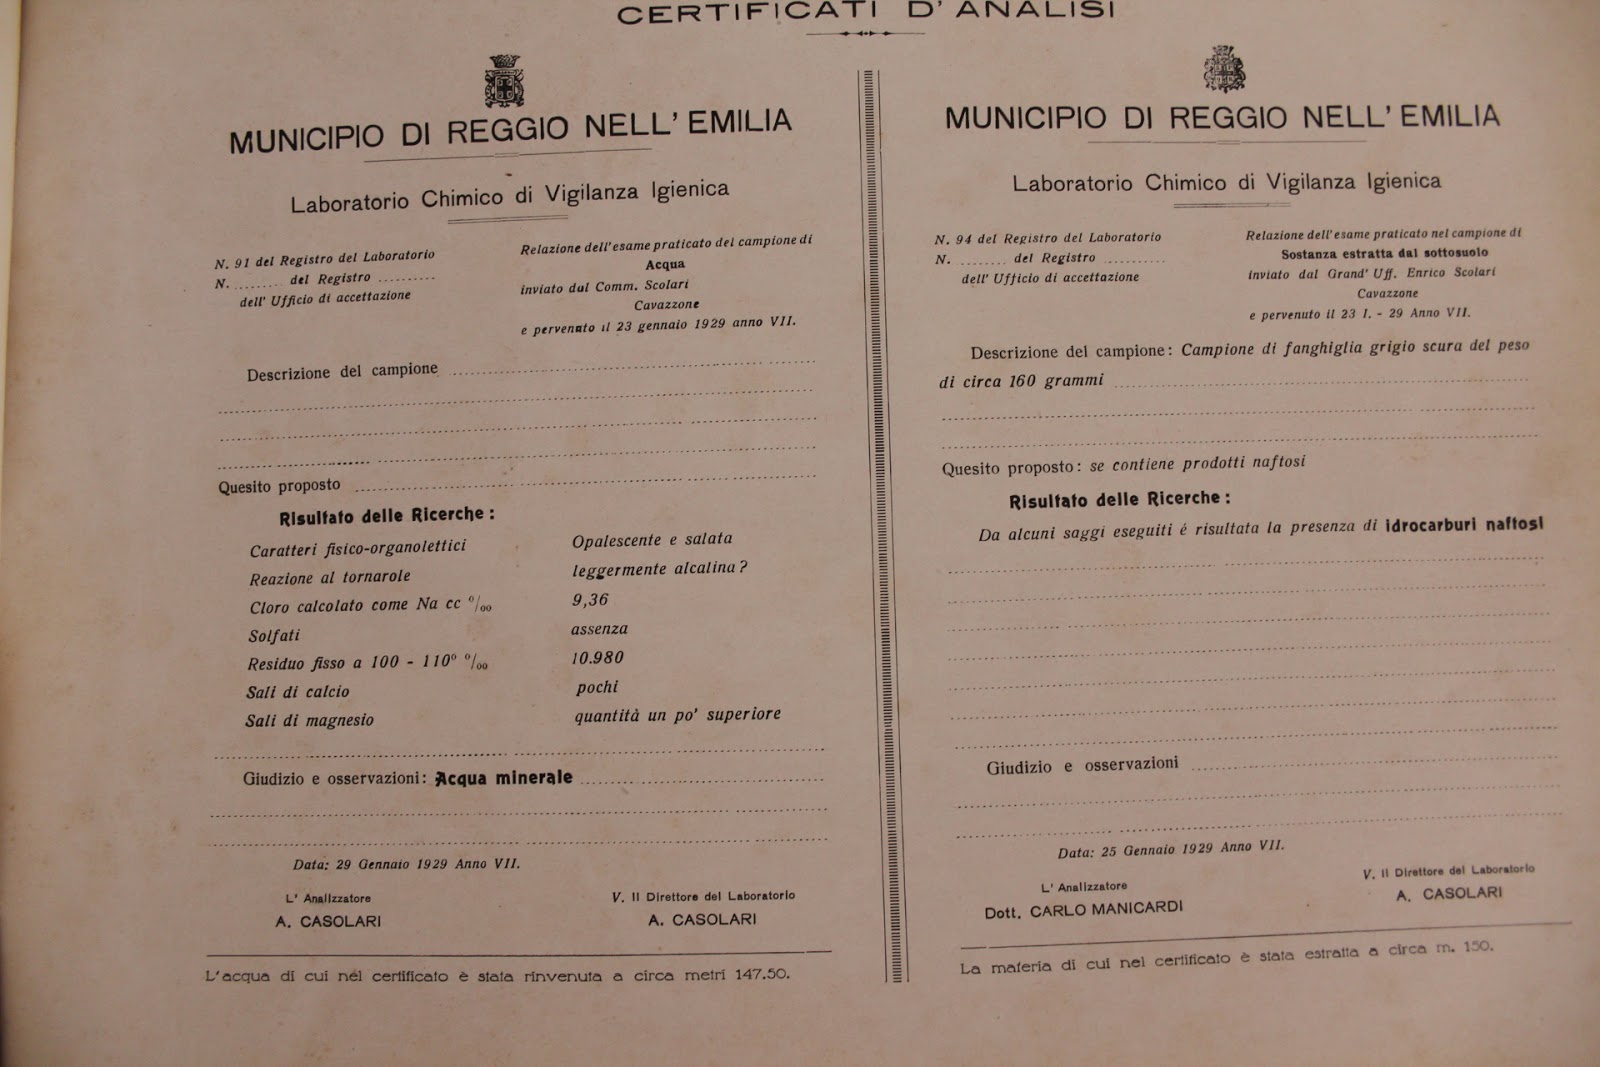 CERTIFICATI D'ANALISI
MUNICIPIO DI REGGIO NELL'EMILIA
Laboratorio Chimico di Vigilanza Igienica
N. 91 del Registro del Laboratorio
N. ........ del Registro ..........
dell' Ufficio di accettazione
Relazione dell'esame praticato del campione di
Acqua
inviato dal Comm. Scolari
Cavazzone
e pervenuto il 23 gennaio 1929 anno VII.
Descrizione del campione
Quesito proposto
Risultato delle Ricerche:
Caratteri fisico-organolettici Opalescente e salata
Reazione al tornarole leggermente alcalina?
Cloro calcolato come Na cc º/₀₀ 9,36
Solfati assenza
Residuo fisso a 100 - 110º º/₀₀ 10.980
Sali di calcio pochi
Sali di magnesio quantità un po' superiore
Giudizio e osservazioni: Acqua minerale
Data: 29 Gennaio 1929 Anno VII.
L' Analizzatore
A. CASOLARI
V. Il Direttore del Laboratorio
A. CASOLARI
L'acqua di cui nél certificato è stata rinvenuta a circa metri 147.50.
MUNICIPIO DI REGGIO NELL'EMILIA
Laboratorio Chimico di Vigilanza Igienica
N. 94 del Registro del Laboratorio
N. ........ del Registro ..........
dell' Ufficio di accettazione
Relazione dell'esame praticato nel campione di
Sostanza estratta dal sottosuolo
inviato dal Grand' Uff. Enrico Scolari
Cavazzone
e pervenuto il 23 I. - 29 Anno VII.
Descrizione del campione: Campione di fanghiglia grigio scura del peso
di circa 160 grammi
Quesito proposto: se contiene prodotti naftosi
Risultato delle Ricerche:
Da alcuni saggi eseguiti é risultata la presenza di idrocarburi naftosi
Giudizio e osservazioni
Data: 25 Gennaio 1929 Anno VII.
L' Analizzatore
Dott. CARLO MANICARDI
V. Il Direttore del Laboratorio
A. CASOLARI
La materia di cui nel certificato è stata estratta a circa m. 150.